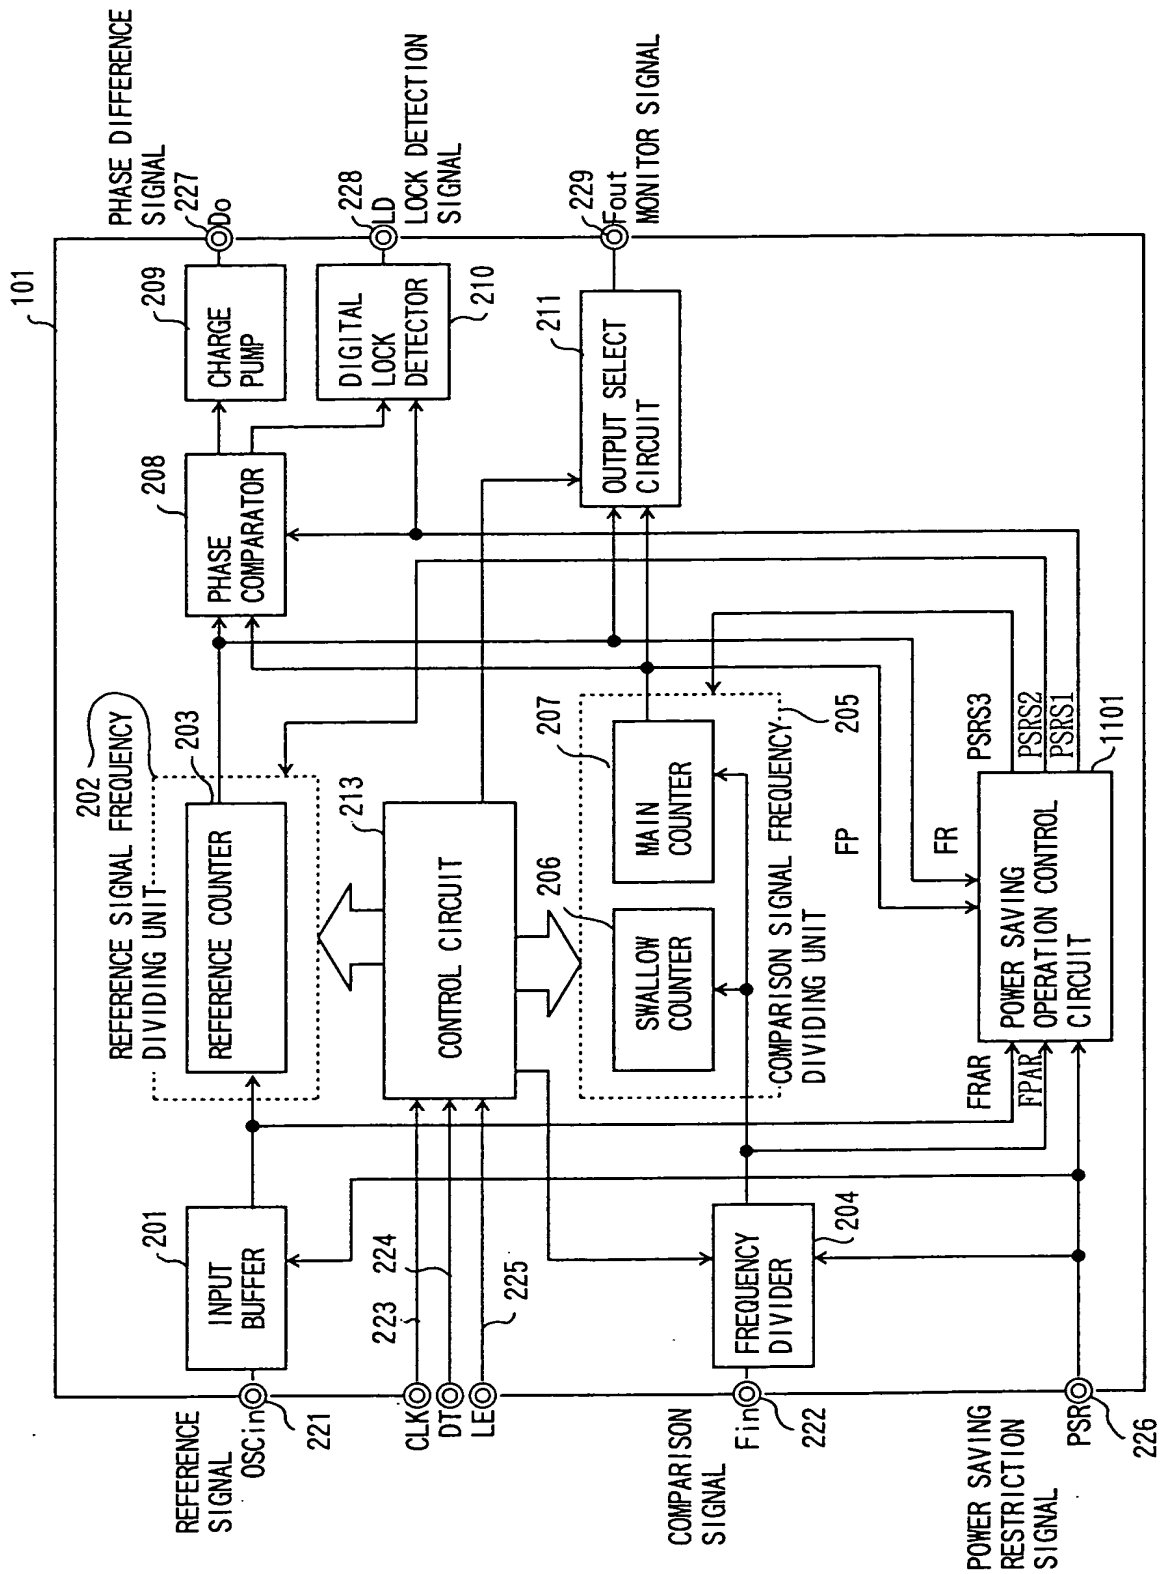 101
REFERENCE
SIGNAL
OSCin
221
201
INPUT
BUFFER
202
REFERENCE SIGNAL FREQUENCY
DIVIDING UNIT
203
REFERENCE COUNTER
208
PHASE
COMPARATOR
209
CHARGE
PUMP
PHASE DIFFERENCE
SIGNAL
227
Do
CLK
DT
LE
223
224
225
213
CONTROL CIRCUIT
DIGITAL
LOCK
DETECTOR
210
228
LD
LOCK DETECTION
SIGNAL
COMPARISON
SIGNAL
Fin
222
FREQUENCY
DIVIDER
204
206
SWALLOW
COUNTER
207
MAIN
COUNTER
COMPARISON SIGNAL FREQUENCY
DIVIDING UNIT
205
211
OUTPUT SELECT
CIRCUIT
229
Fout
MONITOR SIGNAL
POWER SAVING
RESTRICTION
SIGNAL
PSR
226
FRAR
FPAR
FP
FR
POWER SAVING
OPERATION CONTROL
CIRCUIT
1101
PSRS3
PSRS2
PSRS1